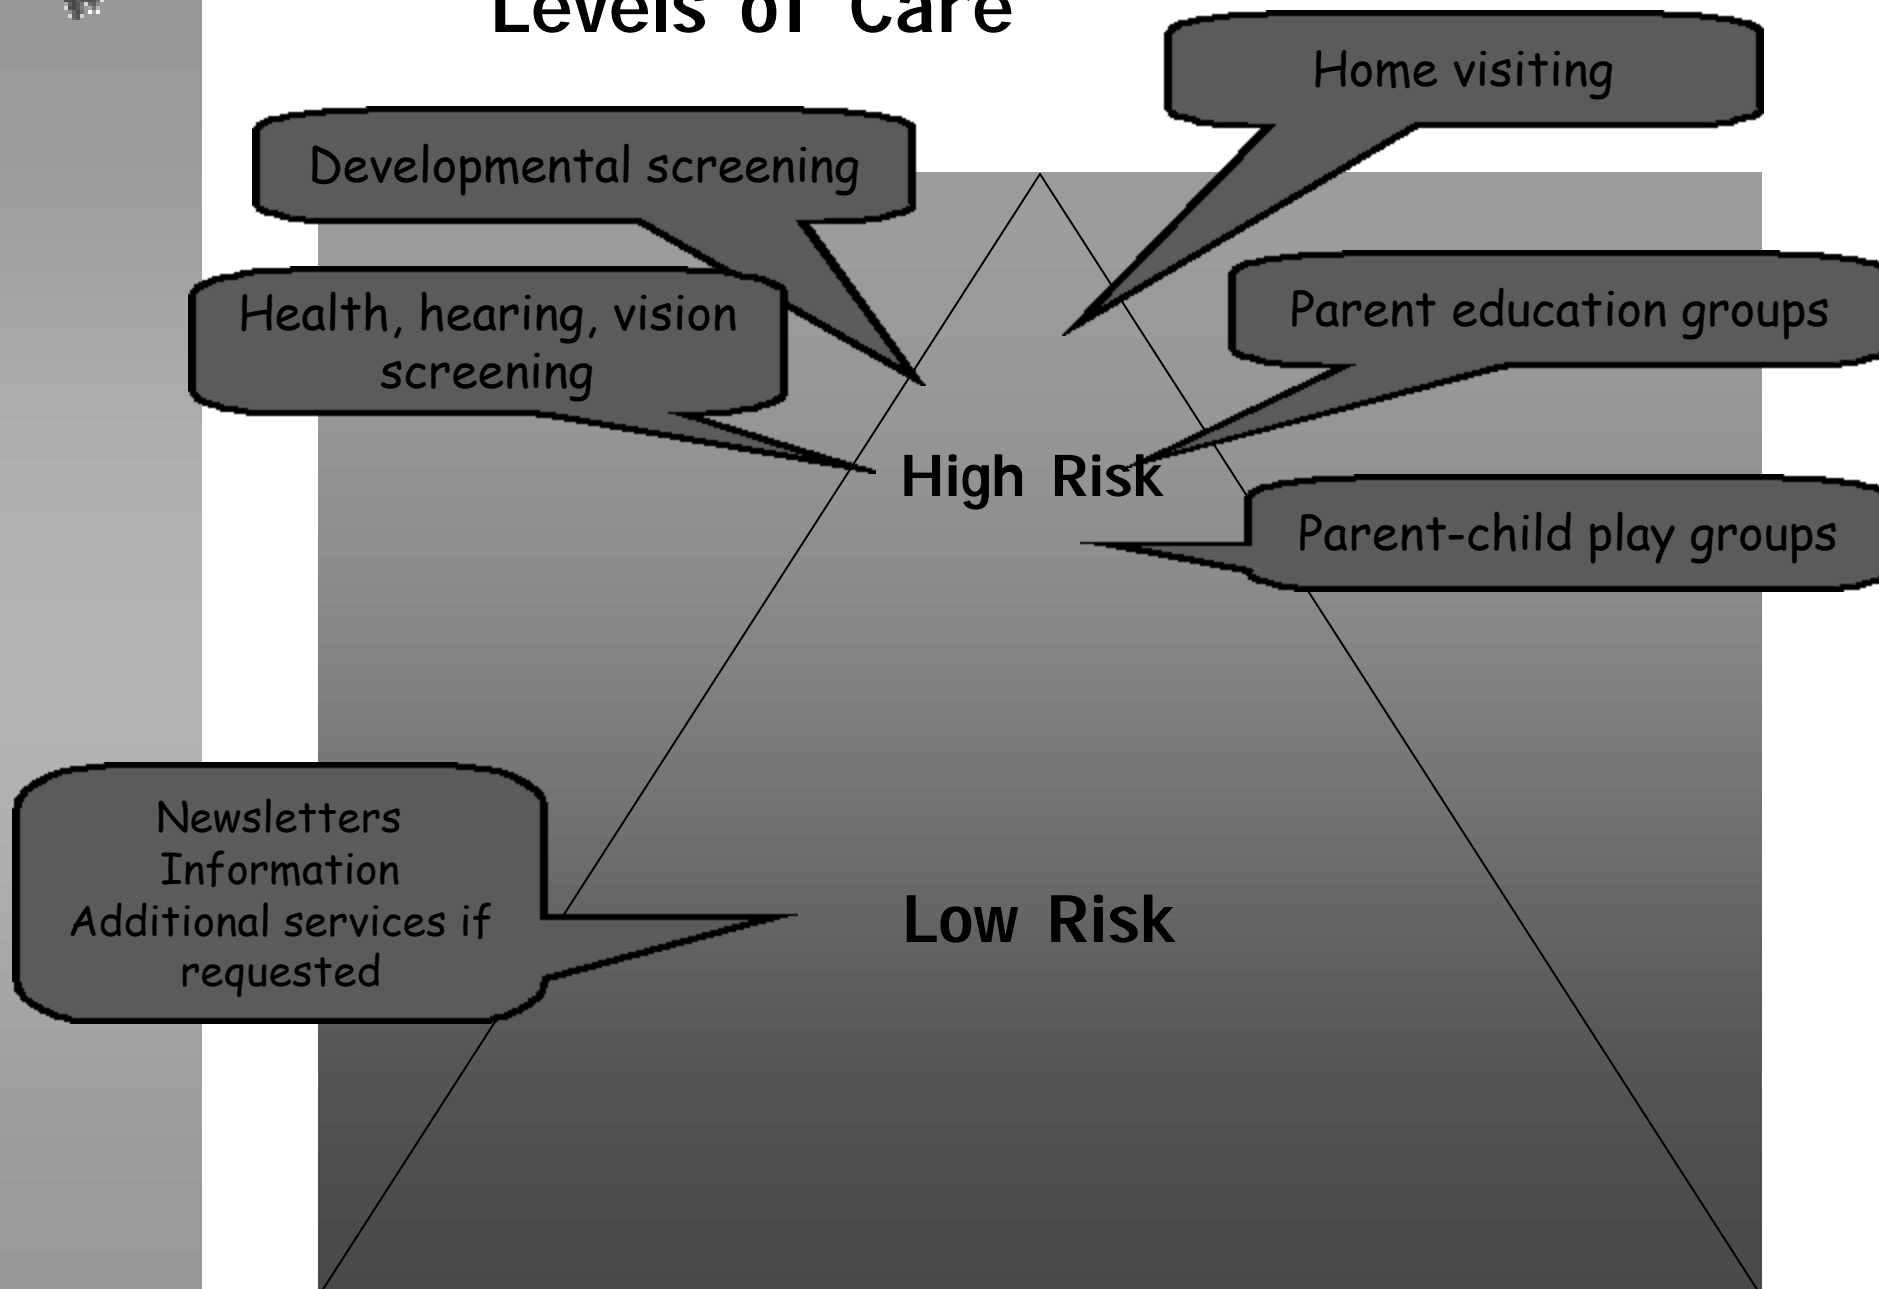 Levels of Care
Home visiting
Developmental screening
Health, hearing, vision
screening
Parent education groups
High Risk
Parent-child play groups
Newsletters
Information
Additional services if
requested
Low Risk